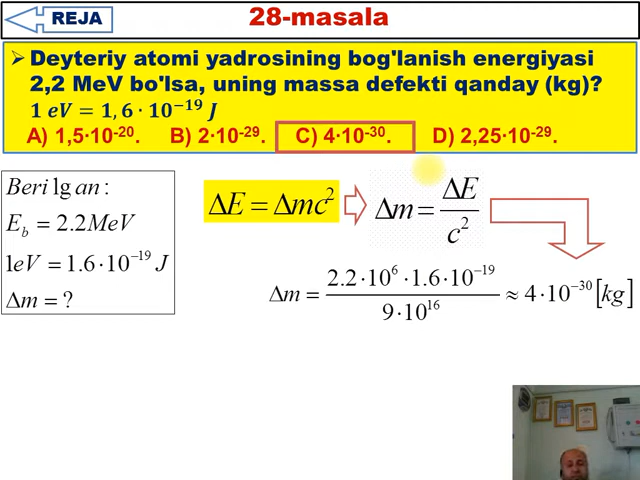 REJA
28-masala
➢ Deyteriy atomi yadrosining bog'lanish energiyasi
2,2 MeV bo'lsa, uning massa defekti qanday (kg)?
1 eV = 1,6 · 10⁻¹⁹ J
A) 1,5·10⁻²⁰. B) 2·10⁻²⁹. C) 4·10⁻³⁰. D) 2,25·10⁻²⁹.
Berilgan:
E_b = 2.2MeV
1eV = 1.6·10⁻¹⁹ J
Δm = ?
ΔE = Δmc²
Δm = ΔE / c²
Δm = (2.2·10⁶ · 1.6·10⁻¹⁹) / (9·10¹⁶) ≈ 4·10⁻³⁰ [kg]